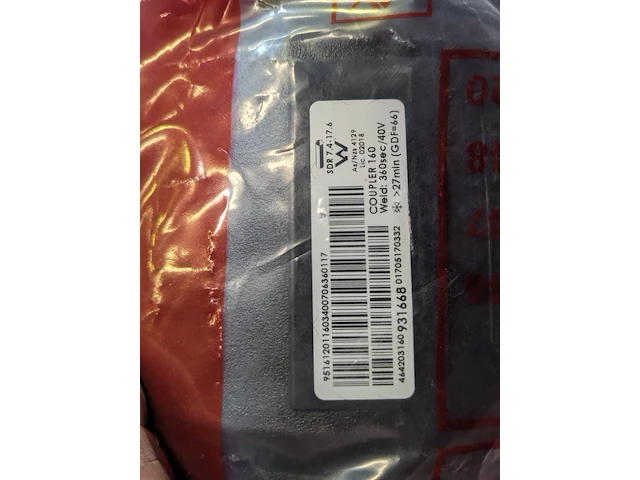 SDR 7.4-17.6
As/Nzs 4129
Lic. 02018
COUPLER 160
Weld: 360sec/40V
>27min (GDF=66)
951612011603400706360117
464203160 931668 01705170332